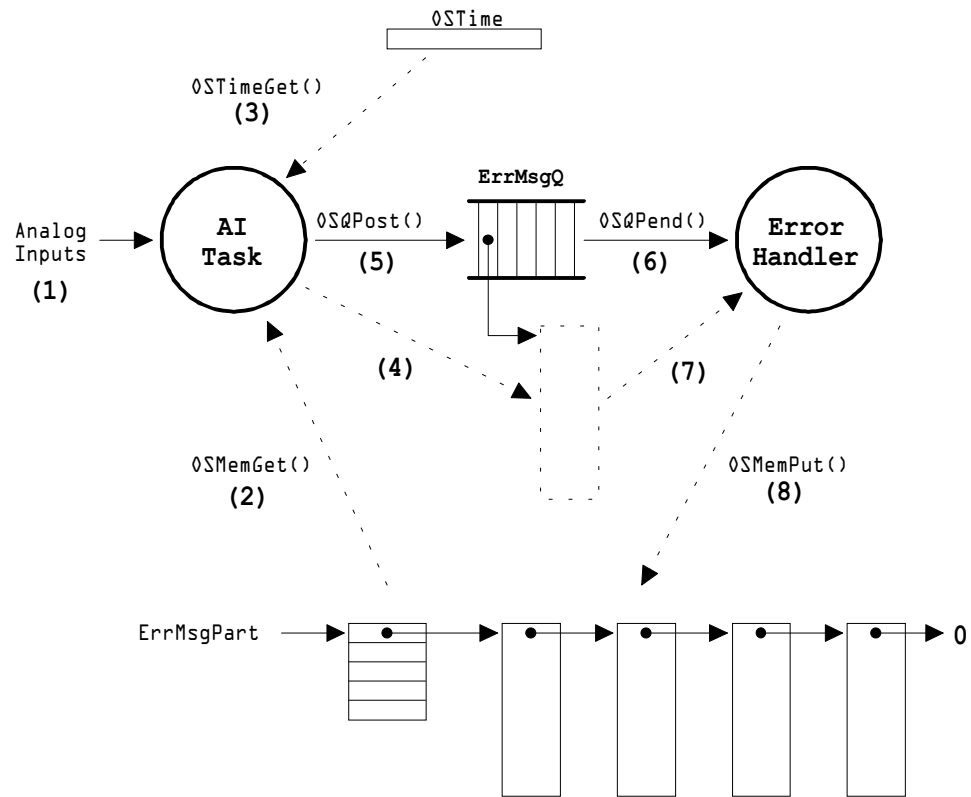 OSTime
OSTimeGet()
(3)
ErrMsgQ
Analog
Inputs
(1)
AI
Task
OSQPost()
(5)
OSQPend()
(6)
Error
Handler
(4)
(7)
OSMemGet()
(2)
OSMemPut()
(8)
ErrMsgPart
0